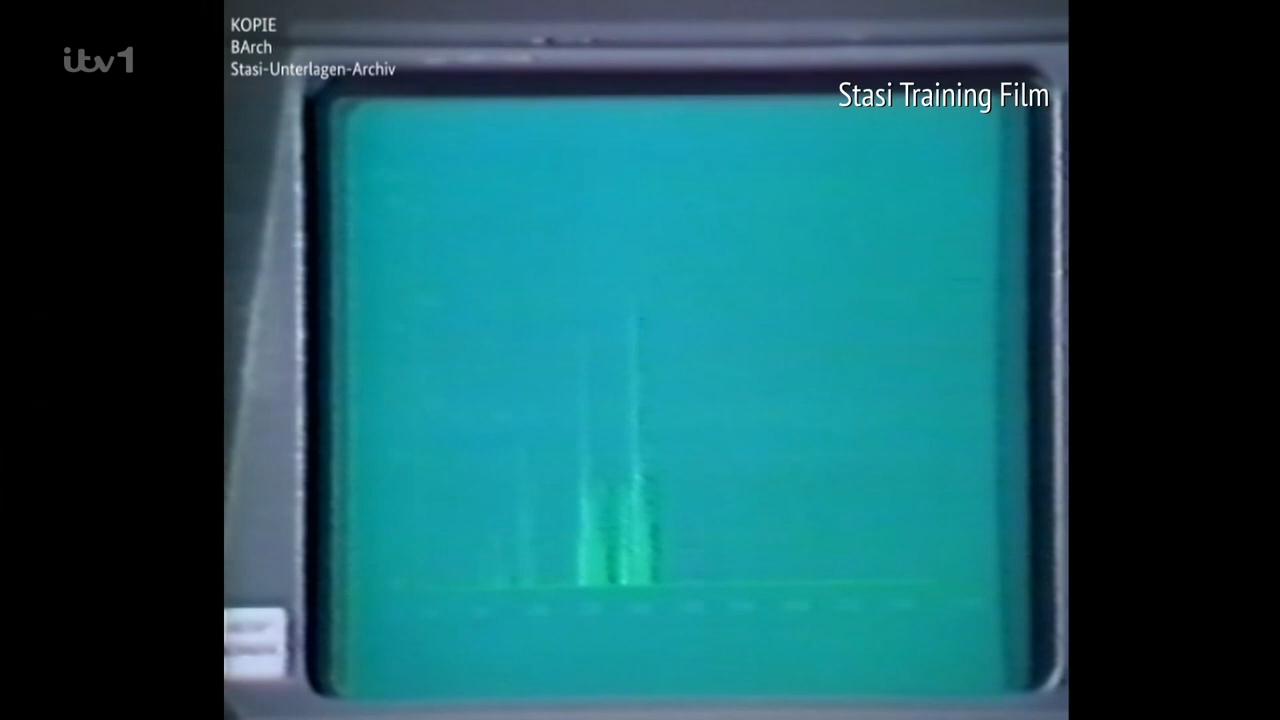 itv1
KOPIE
BArch
Stasi-Unterlagen-Archiv
Stasi Training Film